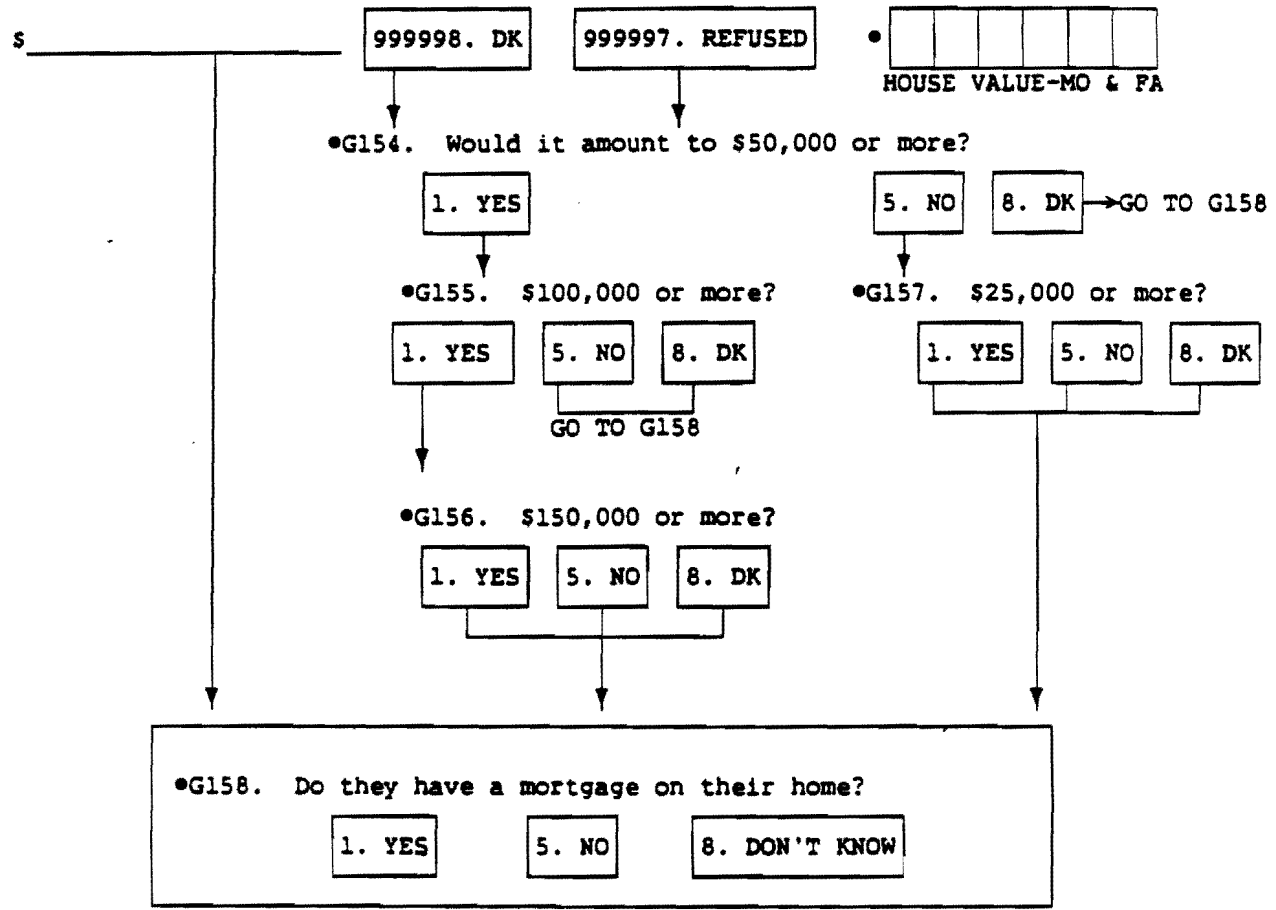 $ 999998. DK 999997. REFUSED •
HOUSE VALUE-MO & FA
•G154. Would it amount to $50,000 or more?
1. YES 5. NO 8. DK GO TO G158
•G155. $100,000 or more? •G157. $25,000 or more?
1. YES 5. NO 8. DK 1. YES 5. NO 8. DK
GO TO G158
•G156. $150,000 or more?
1. YES 5. NO 8. DK
•G158. Do they have a mortgage on their home?
1. YES 5. NO 8. DON'T KNOW